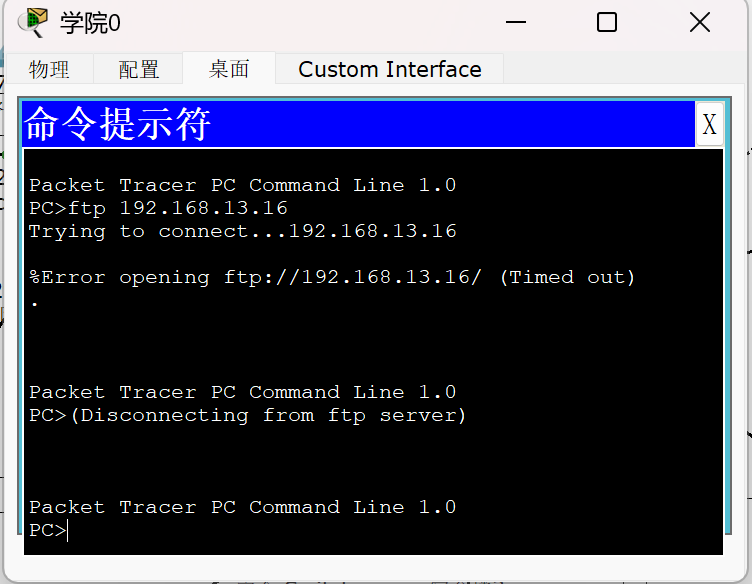 学院0
物理 配置 桌面 Custom Interface
命令提示符 X
Packet Tracer PC Command Line 1.0
PC>ftp 192.168.13.16
Trying to connect...192.168.13.16
%Error opening ftp://192.168.13.16/ (Timed out)
.
Packet Tracer PC Command Line 1.0
PC>(Disconnecting from ftp server)
Packet Tracer PC Command Line 1.0
PC>